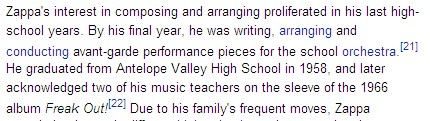 Zappa's interest in composing and arranging proliferated in his last high-
school years. By his final year, he was writing, arranging and
conducting avant-garde performance pieces for the school orchestra.[21]
He graduated from Antelope Valley High School in 1958, and later
acknowledged two of his music teachers on the sleeve of the 1966
album Freak Out![22] Due to his family's frequent moves, Zappa